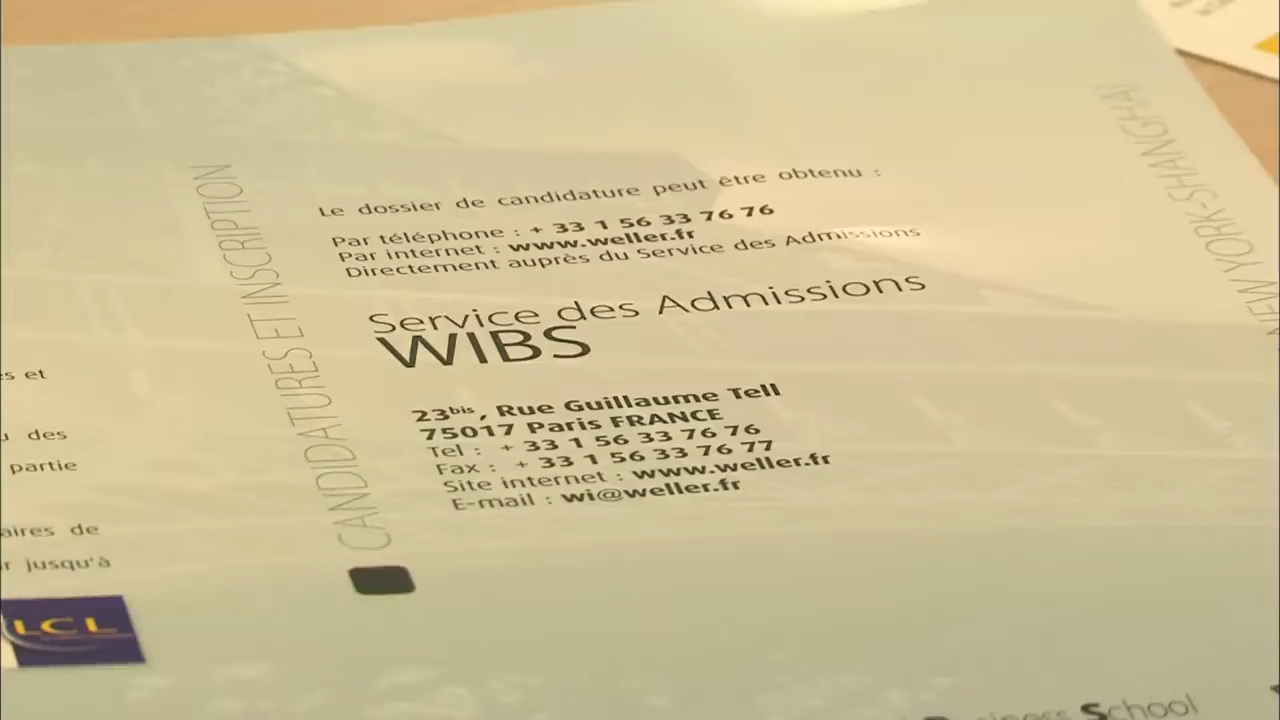 Le dossier de candidature peut être obtenu :
Par téléphone : + 33 1 56 33 76 76
Par internet : www.weller.fr
Directement auprès du Service des Admissions
Service des Admissions
WIBS
23bis, Rue Guillaume Tell
75017 Paris FRANCE
Tel : + 33 1 56 33 76 76
Fax : + 33 1 56 33 76 77
Site internet : www.weller.fr
E-mail : wi@weller.fr
CANDIDATURES ET INSCRIPTION
NEW YORK-SHANGHAI
et
des
partie
de
jusqu'à
LCL
Business School